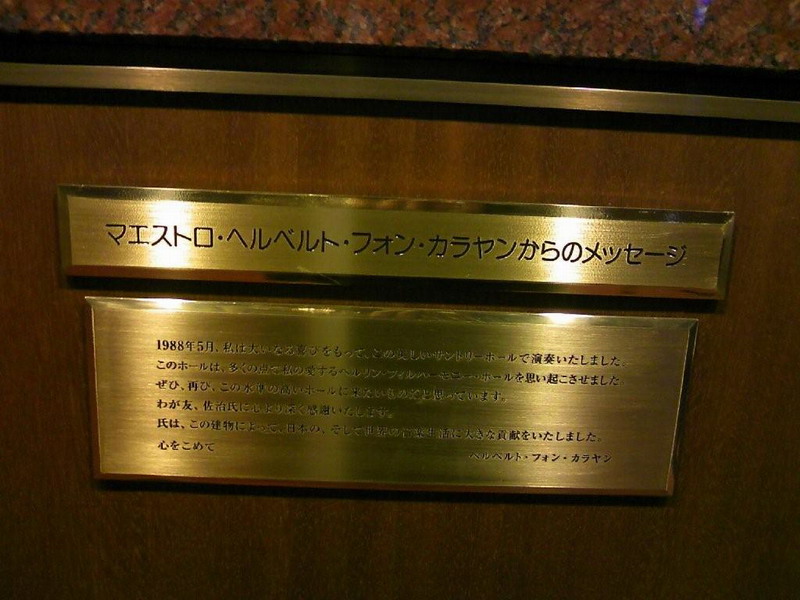 マエストロ・ヘルベルト・フォン・カラヤンからのメッセージ
1988年5月、私は大いなる喜びをもって、この美しいサントリーホールで演奏いたしました。
このホールは、多くの点で私の愛するベルリン・フィルハーモニー・ホールを思い起こさせました。
ぜひ、再び、この水準の高いホールに来たいものだと思っています。
わが友、佐治氏に心より深く感謝いたします。
氏は、この建物によって、日本の、そして世界の音楽生活に大きな貢献をいたしました。
心をこめて
ヘルベルト・フォン・カラヤン